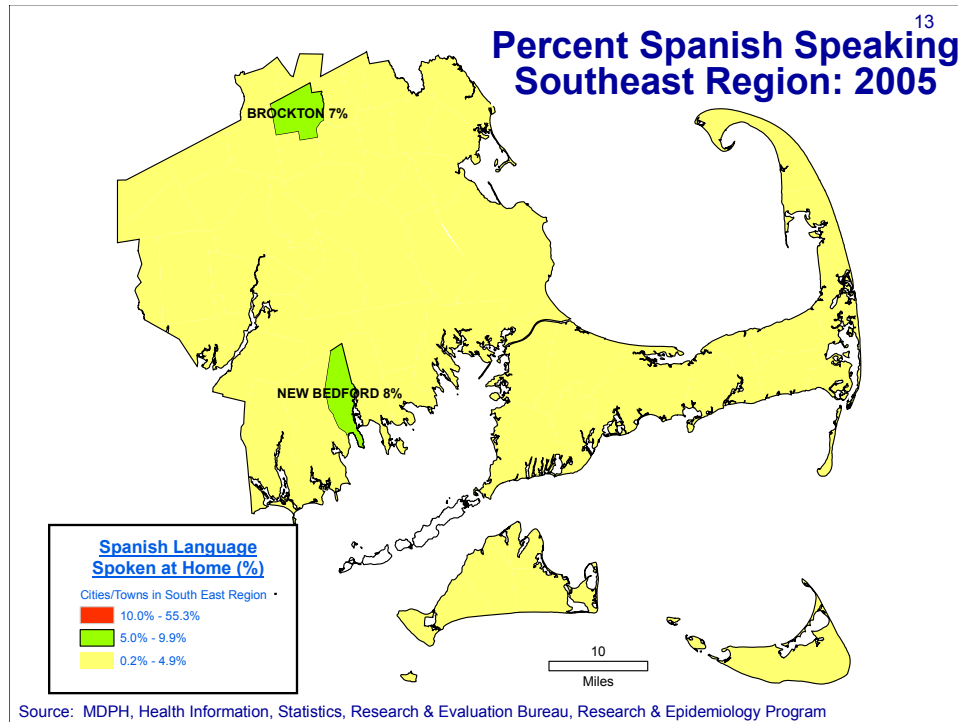 13
Percent Spanish Speaking
Southeast Region: 2005
BROCKTON 7%
NEW BEDFORD 8%
Spanish Language
Spoken at Home (%)
Cities/Towns in South East Region
10.0% - 55.3%
5.0% - 9.9%
0.2% - 4.9%
10
Miles
Source: MDPH, Health Information, Statistics, Research & Evaluation Bureau, Research & Epidemiology Program